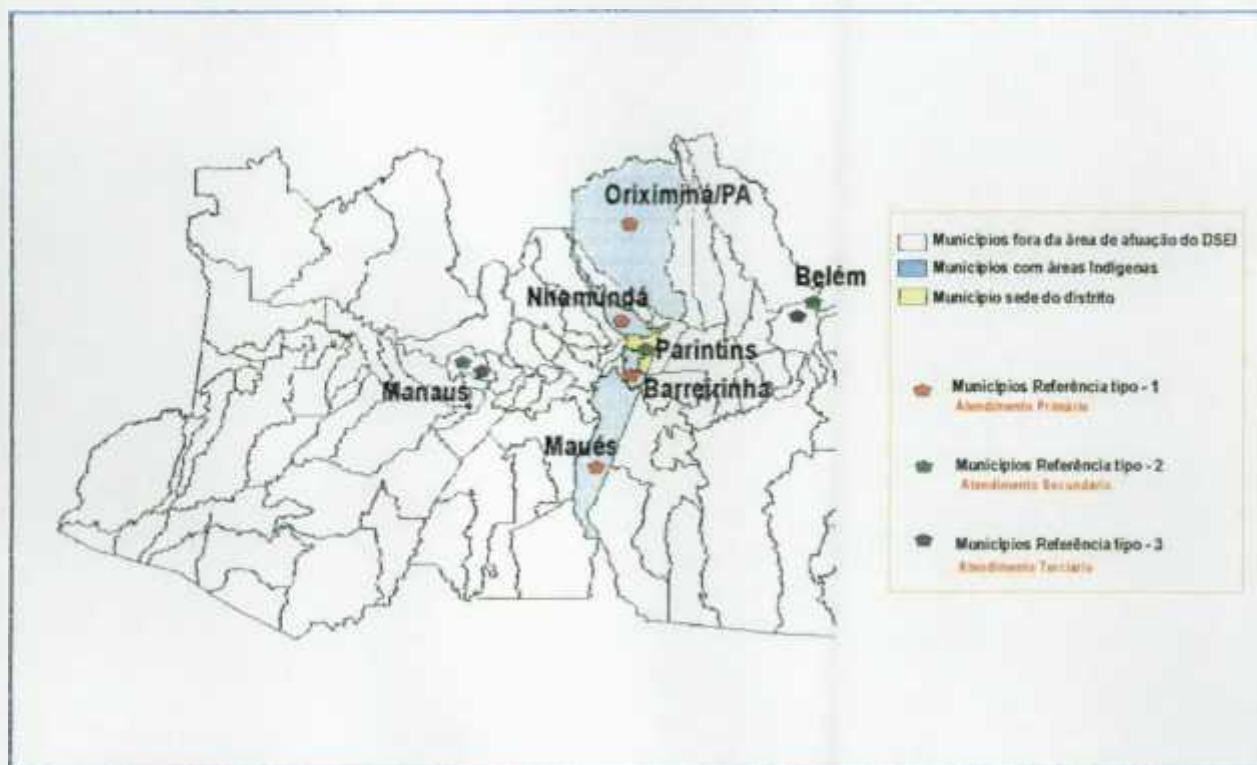 Oriximiná/PA
Nhamundá
Belém
Parintins
Barreirinha
Manaus
Maués
Municípios fora da área de atuação do DSEI
Municípios com áreas Indígenas
Município sede do distrito
Municípios Referência tipo - 1
Atendimento Primário
Municípios Referência tipo - 2
Atendimento Secundário
Municípios Referência tipo - 3
Atendimento Terciário